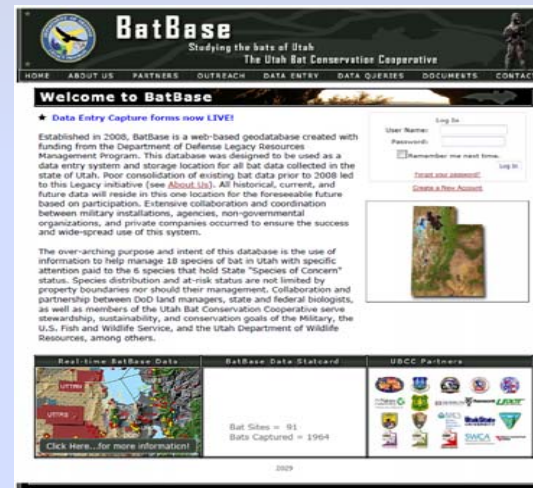 BatBase
Studying the bats of Utah
The Utah Bat Conservation Cooperative
HOME ABOUT US PARTNERS OUTREACH DATA ENTRY DATA QUERIES DOCUMENTS CONTACT
Welcome to BatBase
★ Data Entry Capture forms now LIVE!
Established in 2008, BatBase is a web-based geodatabase created with
funding from the Department of Defense Legacy Resources
Management Program. This database was designed to be used as a
data entry system and storage location for all bat data collected in the
state of Utah. Poor consolidation of existing bat data prior to 2008 led
to this Legacy initiative (see About Us). All historical, current, and
future data will reside in this one location for the foreseeable future
based on participation. Extensive collaboration and coordination
between military installations, agencies, non-governmental
organizations, and private companies occurred to ensure the success
and wide-spread use of this system.
The over-arching purpose and intent of this database is the use of
information to help manage 18 species of bat in Utah with specific
attention paid to the 6 species that hold State "Species of Concern"
status. Species distribution and at-risk status are not limited by
property boundaries nor should their management. Collaboration and
partnership between DoD land managers, state and federal biologists,
as well as members of the Utah Bat Conservation Cooperative serve
stewardship, sustainability, and conservation goals of the Military, the
U.S. Fish and Wildlife Service, and the Utah Department of Wildlife
Resources, among others.
Log In
User Name:
Password:
Remember me next time.
Log In
Forgot your password?
Create a New Account
Real-time BatBase Data
UTTRN
UTTRS
Click Here...for more information!
BatBase Data Statcard
Bat Sites = 91
Bats Captured = 1964
UBCC Partners
SWCA
2029